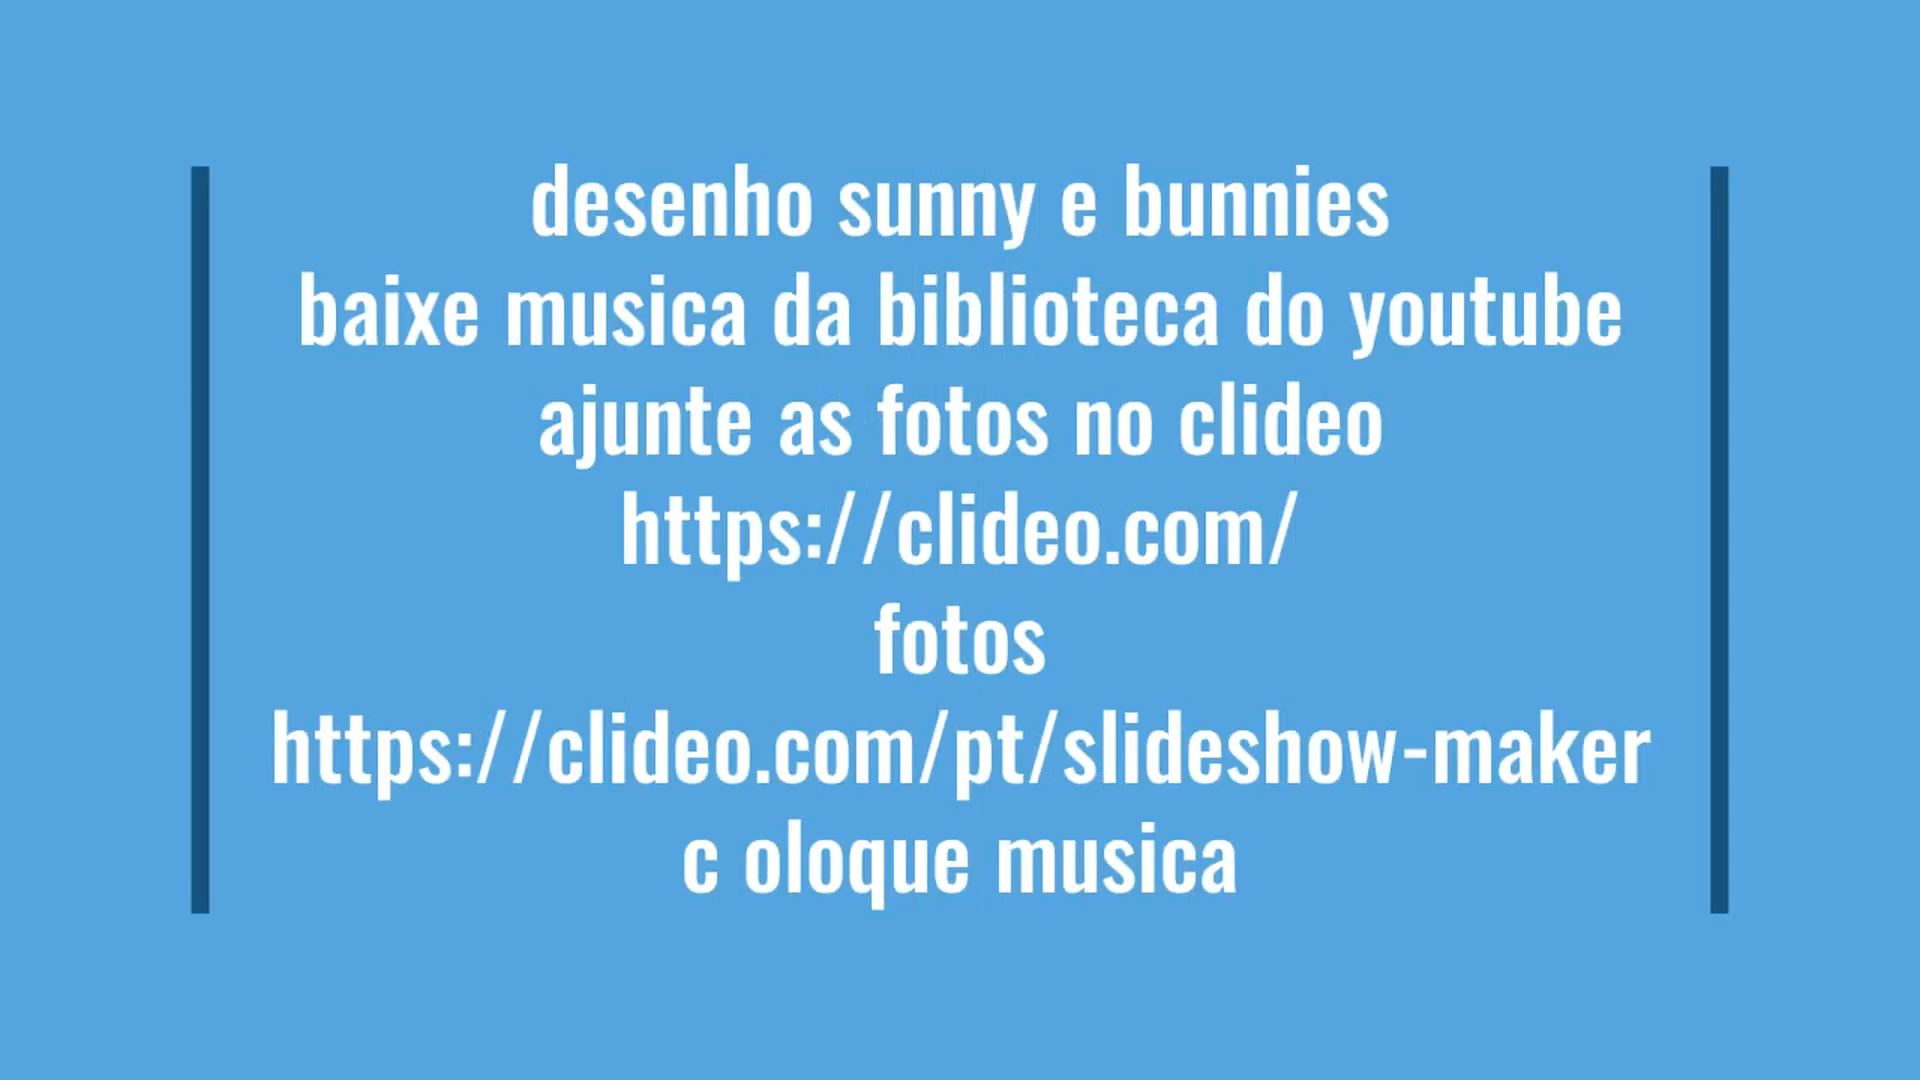 desenho sunny e bunnies
baixe musica da biblioteca do youtube
ajunte as fotos no clideo
https://clideo.com/
fotos
https://clideo.com/pt/slideshow-maker
c oloque musica